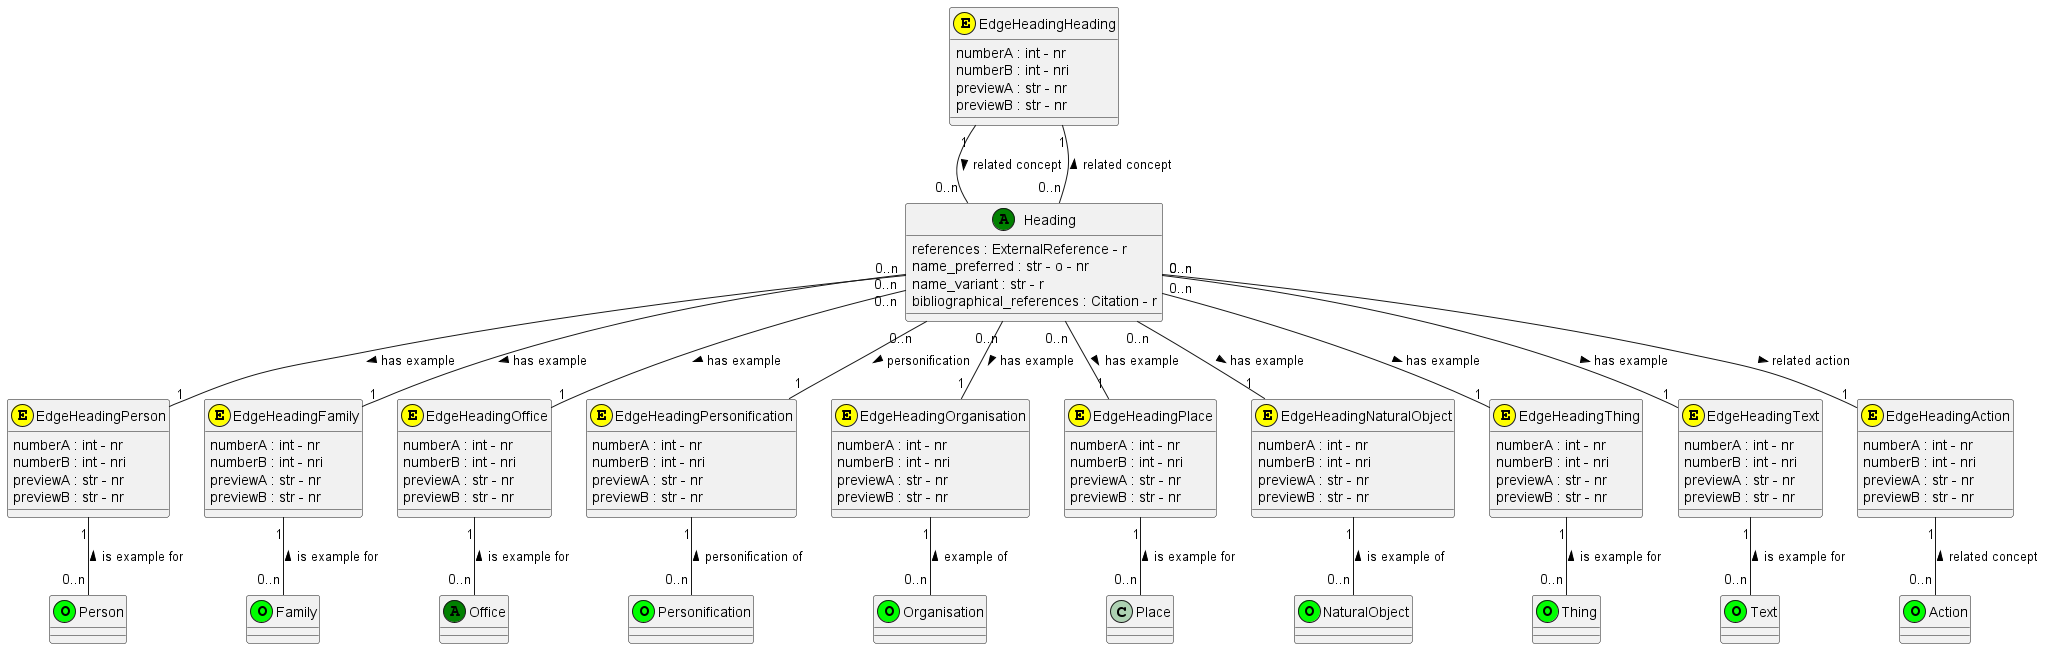 E EdgeHeadingHeading
numberA : int - nr
numberB : int - nri
previewA : str - nr
previewB : str - nr
1 1
related concept related concept
0..n 0..n
A Heading
references : ExternalReference - r
name_preferred : str - o - nr
name_variant : str - r
bibliographical_references : Citation - r
0..n 0..n
0..n 0..n
0..n
0..n 0..n 0..n 0..n
has example has example has example personification has example has example has example has example has example related action
1 1 1 1 1 1 1 1 1 1
E EdgeHeadingPerson
numberA : int - nr
numberB : int - nri
previewA : str - nr
previewB : str - nr
E EdgeHeadingFamily
numberA : int - nr
numberB : int - nri
previewA : str - nr
previewB : str - nr
E EdgeHeadingOffice
numberA : int - nr
numberB : int - nri
previewA : str - nr
previewB : str - nr
E EdgeHeadingPersonification
numberA : int - nr
numberB : int - nri
previewA : str - nr
previewB : str - nr
E EdgeHeadingOrganisation
numberA : int - nr
numberB : int - nri
previewA : str - nr
previewB : str - nr
E EdgeHeadingPlace
numberA : int - nr
numberB : int - nri
previewA : str - nr
previewB : str - nr
E EdgeHeadingNaturalObject
numberA : int - nr
numberB : int - nri
previewA : str - nr
previewB : str - nr
E EdgeHeadingThing
numberA : int - nr
numberB : int - nri
previewA : str - nr
previewB : str - nr
E EdgeHeadingText
numberA : int - nr
numberB : int - nri
previewA : str - nr
previewB : str - nr
E EdgeHeadingAction
numberA : int - nr
numberB : int - nri
previewA : str - nr
previewB : str - nr
1 1 1 1 1 1 1 1 1 1
is example for is example for is example for personification of example of is example for is example of is example for is example for related concept
0..n 0..n 0..n 0..n 0..n 0..n 0..n 0..n 0..n 0..n
O Person
O Family
A Office
O Personification
O Organisation
C Place
O NaturalObject
O Thing
O Text
O Action